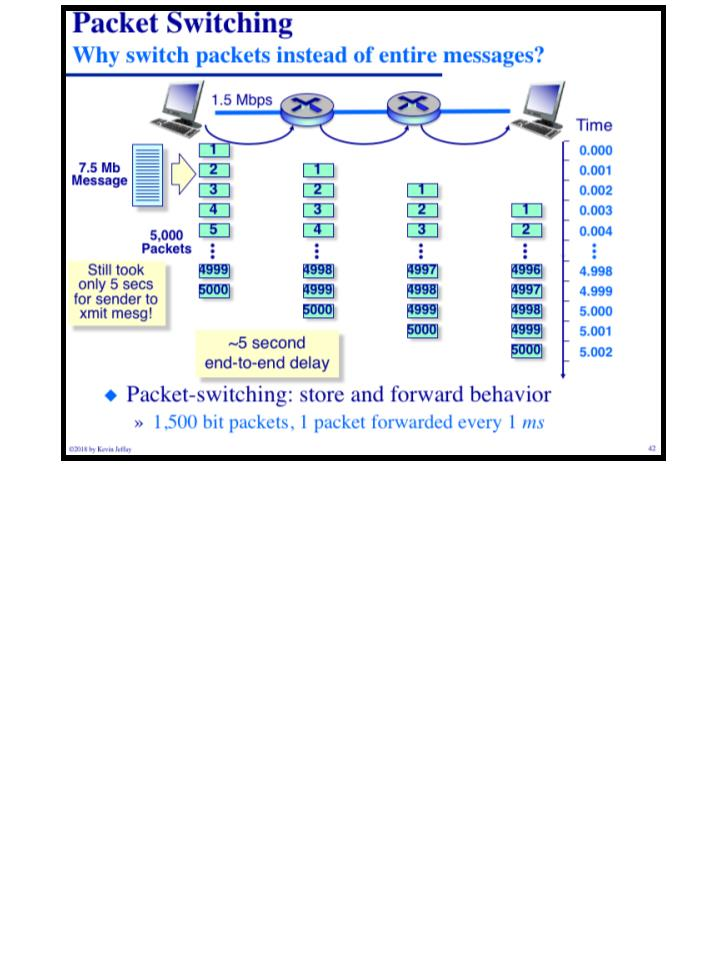 Packet Switching
Why switch packets instead of entire messages?
1.5 Mbps
Time
7.5 Mb
Message
5,000
Packets
1
2
3
4
5
4999
5000
1
2
3
4
4998
4999
5000
1
2
3
4997
4998
4999
5000
1
2
4996
4997
4998
4999
5000
0.000
0.001
0.002
0.003
0.004
4.998
4.999
5.000
5.001
5.002
Still took
only 5 secs
for sender to
xmit mesg!
~5 second
end-to-end delay
◆ Packet-switching: store and forward behavior
» 1,500 bit packets, 1 packet forwarded every 1 ms
©2018 by Kevin Jeffay
42